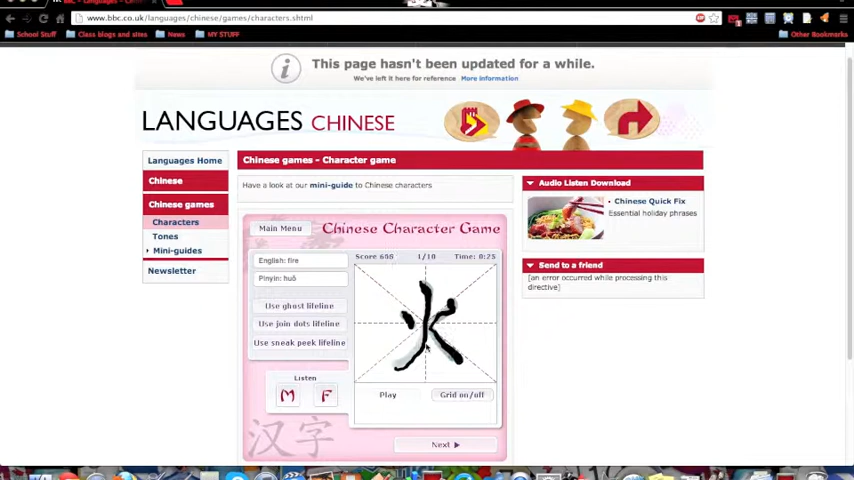 www.bbc.co.uk/languages/chinese/games/characters.shtml
School Stuff Class blogs and sites News MY STUFF Other Bookmarks
This page hasn't been updated for a while.
We've left it here for reference More information
LANGUAGES CHINESE
Languages Home
Chinese
Chinese games
Characters
Tones
Mini-guides
Newsletter
Chinese games - Character game
Have a look at our mini-guide to Chinese characters
Main Menu
Chinese Character Game
English: fire
Pinyin: huǒ
Use ghost lifeline
Use join dots lifeline
Use sneak peek lifeline
Listen
M F
汉字
Score 605 1/10 Time: 0:25
火
Play Grid on/off
Next
Audio Listen Download
Chinese Quick Fix
Essential holiday phrases
Send to a friend
[an error occurred while processing this
directive]